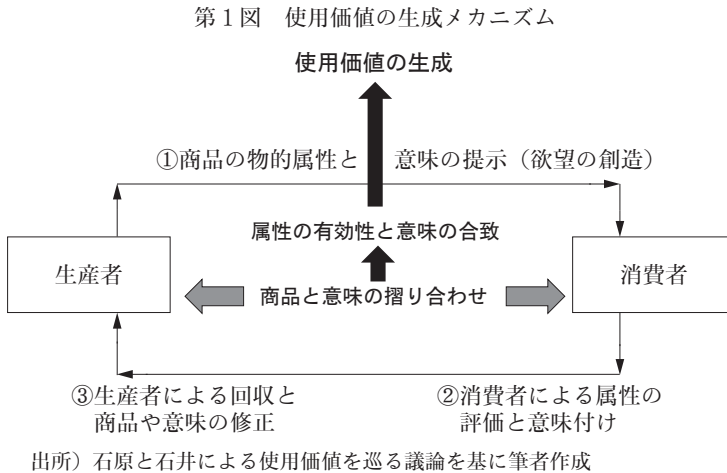 第1図　使用価値の生成メカニズム
使用価値の生成
①商品の物的属性と　意味の提示（欲望の創造）
属性の有効性と意味の合致
生産者
消費者
商品と意味の摺り合わせ
③生産者による回収と
商品や意味の修正
②消費者による属性の
評価と意味付け
出所）石原と石井による使用価値を巡る議論を基に筆者作成